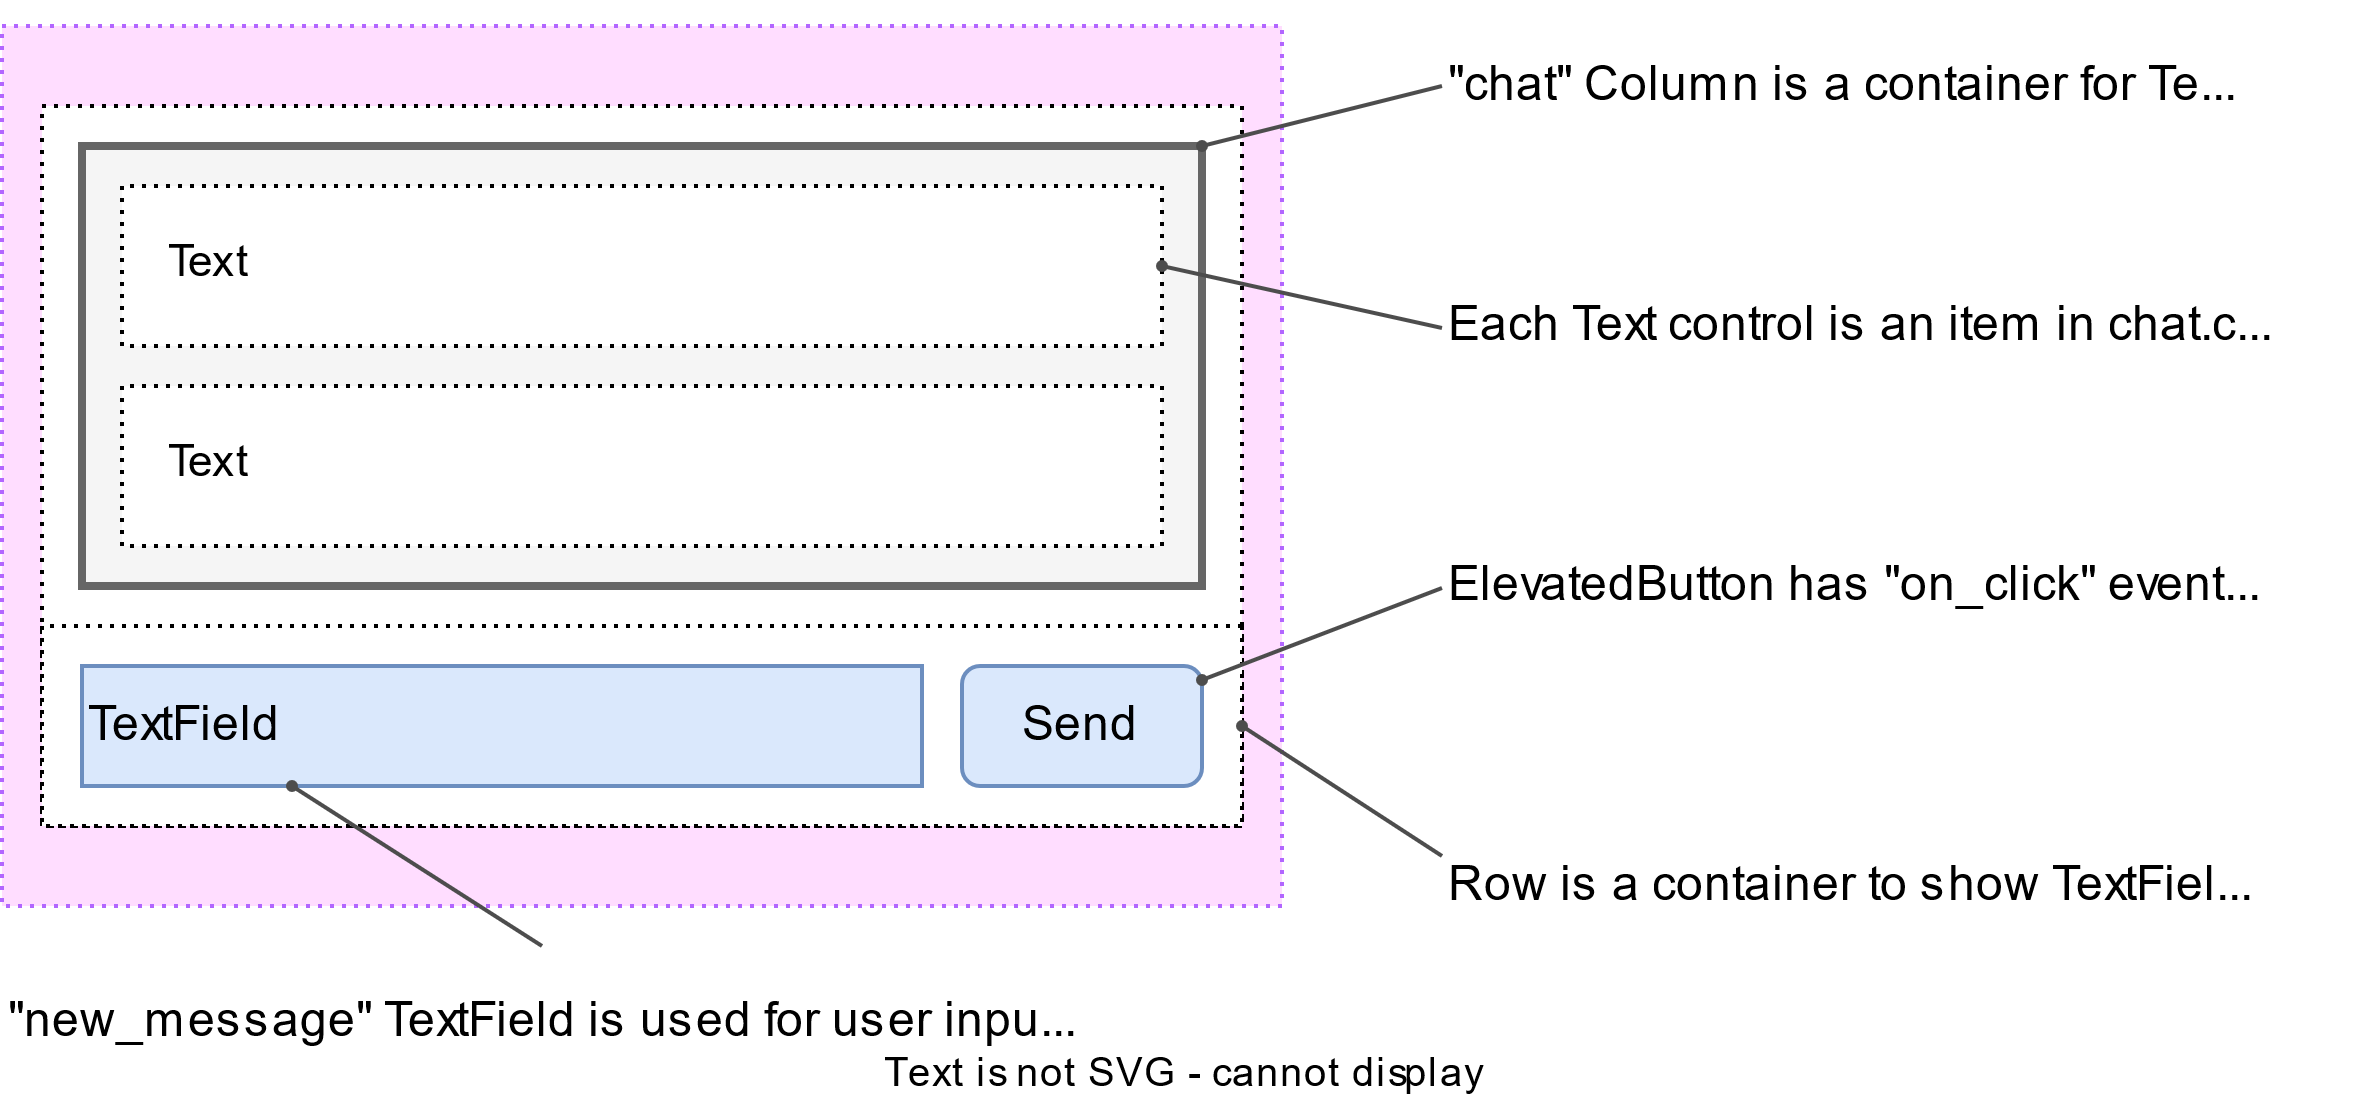 "chat" Column is a container for Te...
Text
Each Text control is an item in chat.c...
Text
ElevatedButton has "on_click" event...
TextField
Send
Row is a container to show TextFiel...
"new_message" TextField is used for user inpu...
Text is not SVG - cannot display